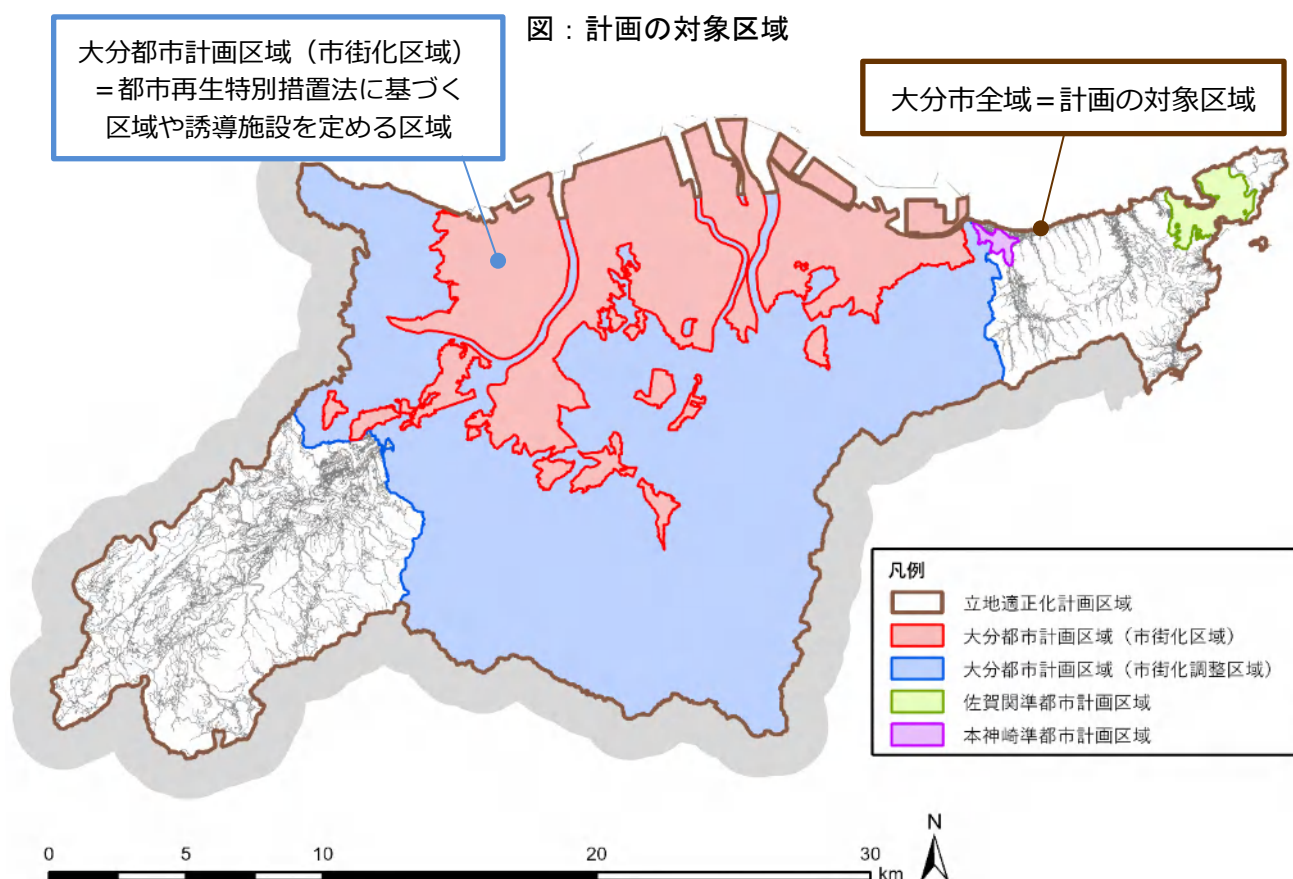 図：計画の対象区域
大分都市計画区域（市街化区域）
＝都市再生特別措置法に基づく
区域や誘導施設を定める区域
大分市全域＝計画の対象区域
凡例
立地適正化計画区域
大分都市計画区域（市街化区域）
大分都市計画区域（市街化調整区域）
佐賀関準都市計画区域
本神崎準都市計画区域
0 5 10 20 30
km
N